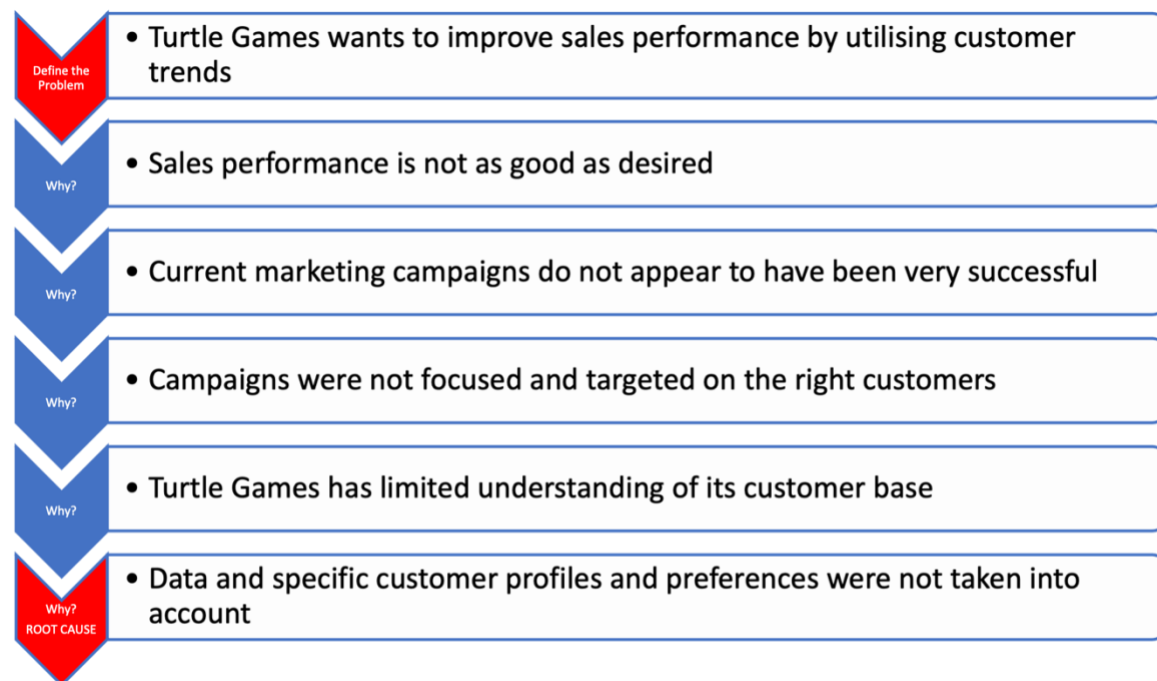 Define the
Problem
• Turtle Games wants to improve sales performance by utilising customer
trends
Why?
• Sales performance is not as good as desired
Why?
• Current marketing campaigns do not appear to have been very successful
Why?
• Campaigns were not focused and targeted on the right customers
Why?
• Turtle Games has limited understanding of its customer base
Why?
ROOT CAUSE
• Data and specific customer profiles and preferences were not taken into
account